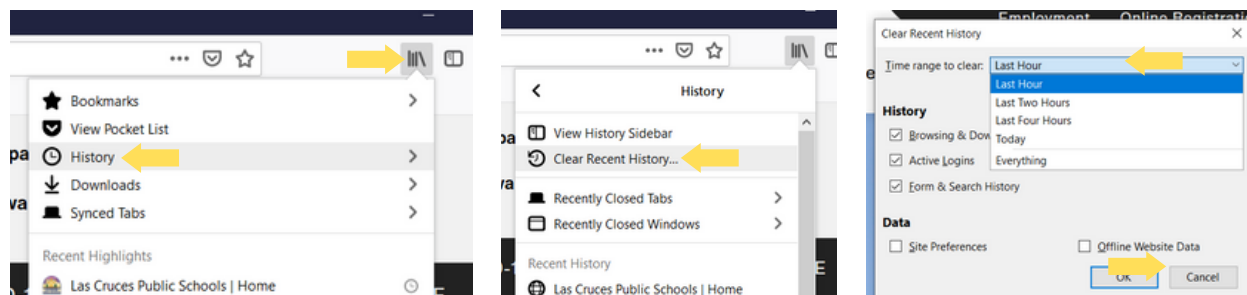 Bookmarks
View Pocket List
History
Downloads
Synced Tabs
Recent Highlights
Las Cruces Public Schools | Home
History
View History Sidebar
Clear Recent History...
Recently Closed Tabs
Recently Closed Windows
Recent History
Las Cruces Public Schools | Home
Employment Online
Clear Recent History
Time range to clear: Last Hour
Last Hour
Last Two Hours
Last Four Hours
Today
Everything
History
Browsing &
Active Logins
Form & Search History
Data
Site Preferences
Offline Website Data
OK
Cancel